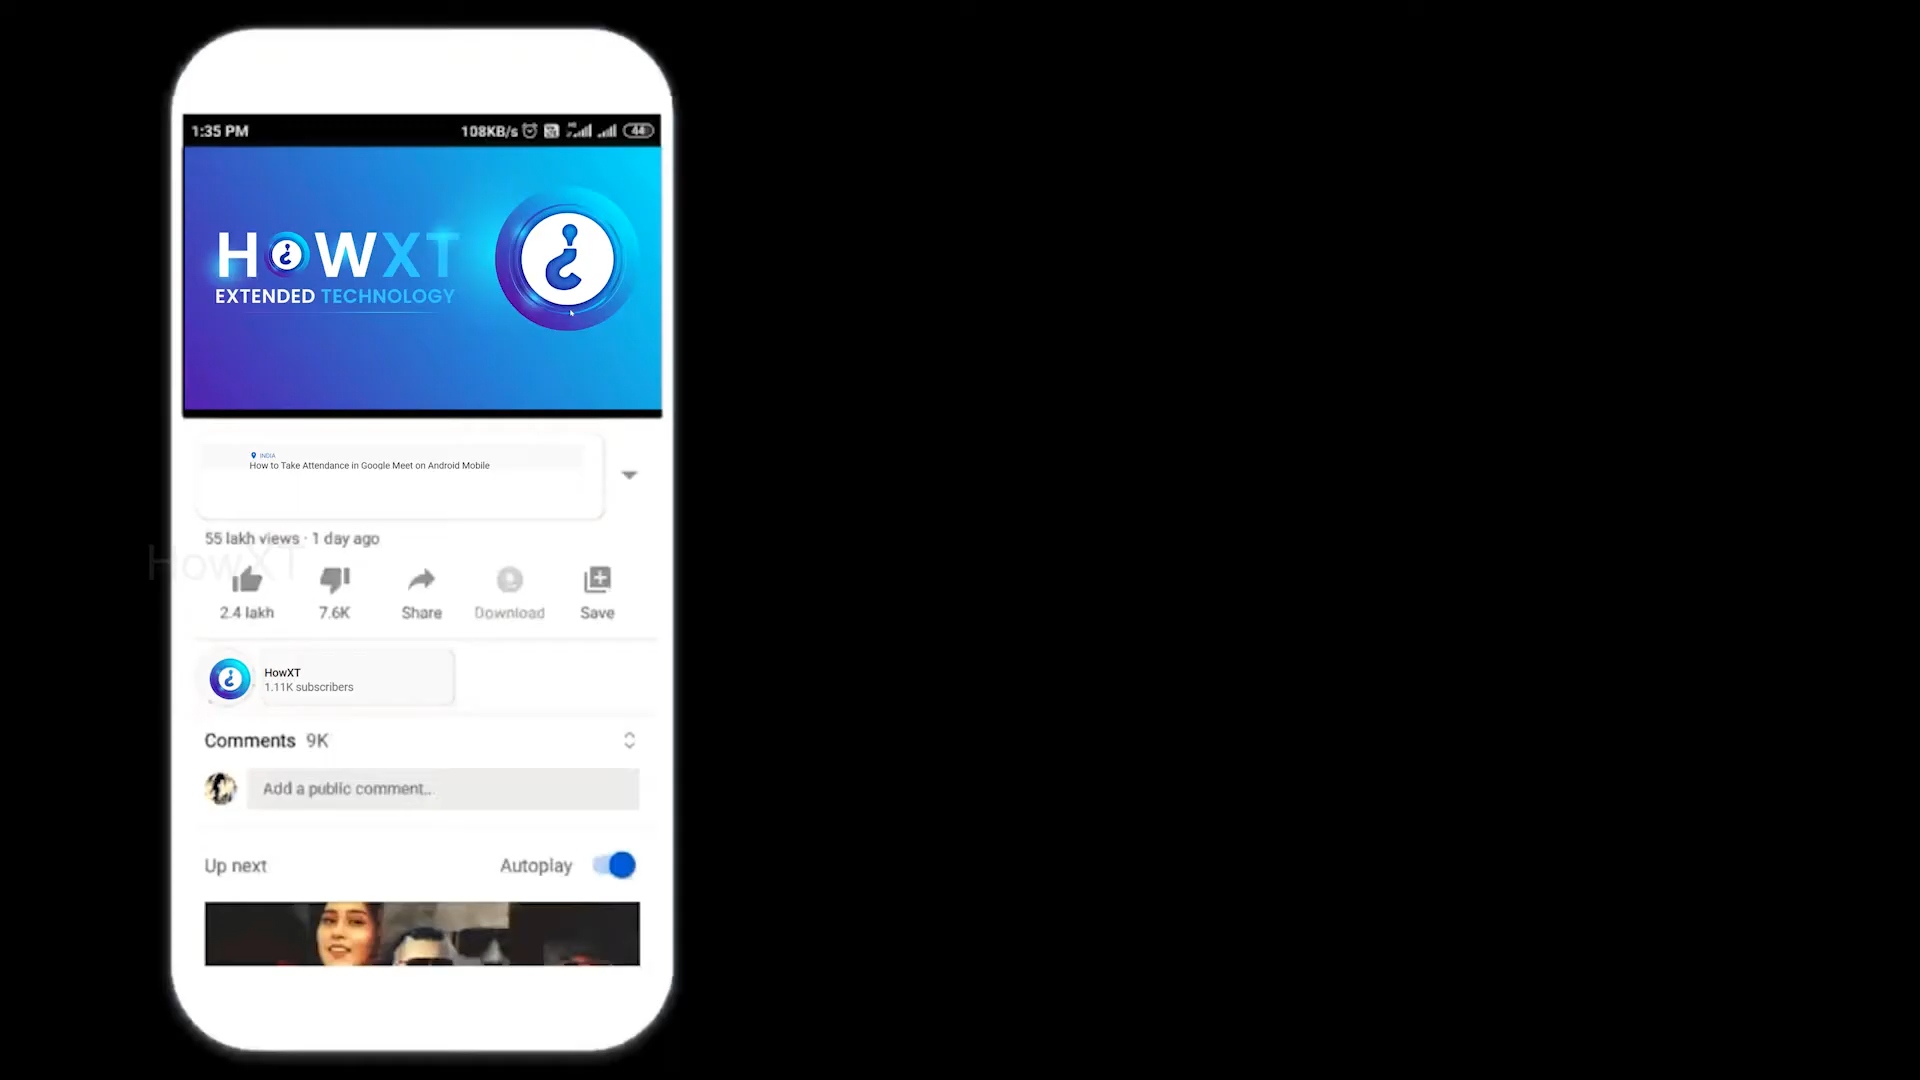 1:35 PM 108KB/s 44
HOWXT
EXTENDED TECHNOLOGY
INDIA
How to Take Attendance in Google Meet on Android Mobile
55 lakh views · 1 day ago
HowXT
2.4 lakh 7.6K Share Download Save
HowXT
1.11K subscribers
Comments 9K
Add a public comment...
Up next Autoplay